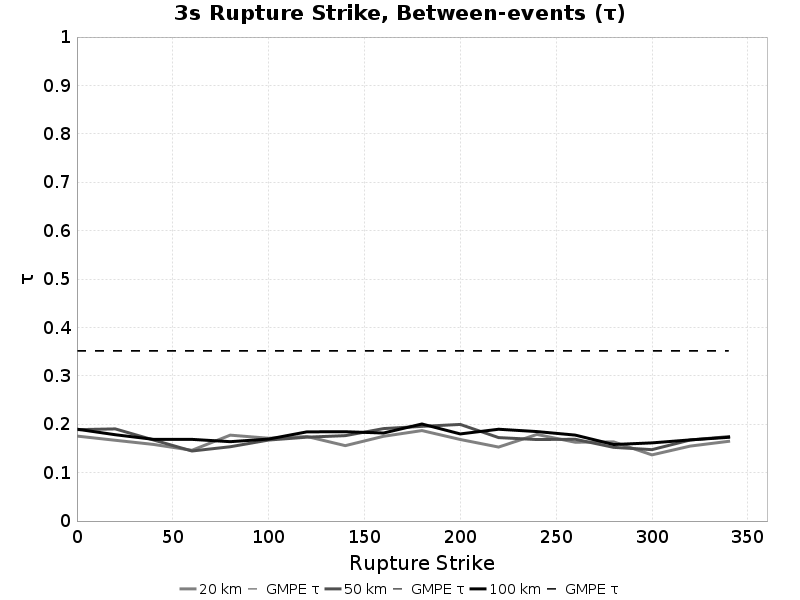 3s Rupture Strike, Between-events (τ)
1
0.9
0.8
0.7
0.6
0.5
0.4
0.3
0.2
0.1
0
τ
0 50 100 150 200 250 300 350
Rupture Strike
20 km GMPE τ 50 km GMPE τ 100 km GMPE τ